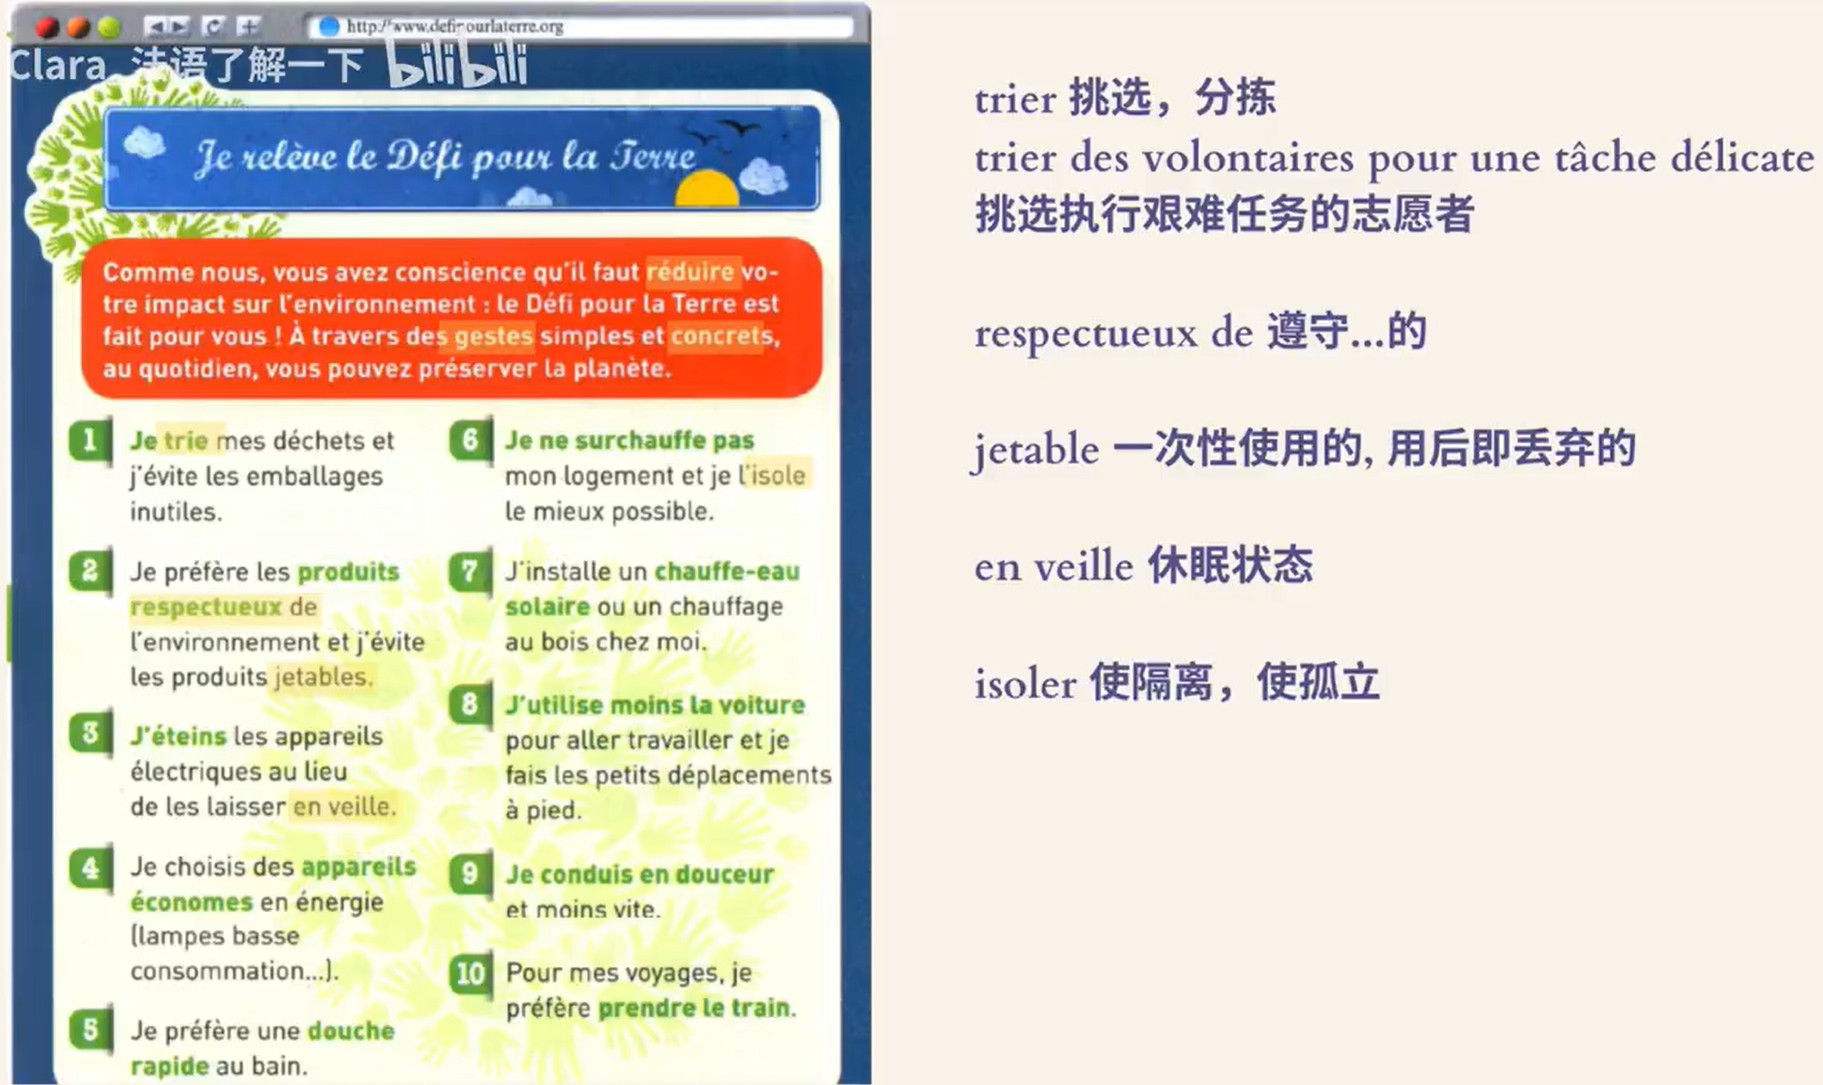 http://www.defipourlaterre.org
Clara_法语了解一下 bilibili
Je relève le Défi pour la Terre
Comme nous, vous avez conscience qu'il faut réduire vo-
tre impact sur l'environnement : le Défi pour la Terre est
fait pour vous ! À travers des gestes simples et concrets,
au quotidien, vous pouvez préserver la planète.
1 Je trie mes déchets et
j'évite les emballages
inutiles.
2 Je préfère les produits
respectueux de
l'environnement et j'évite
les produits jetables.
3 J'éteins les appareils
électriques au lieu
de les laisser en veille.
4 Je choisis des appareils
économes en énergie
(lampes basse
consommation...).
5 Je préfère une douche
rapide au bain.
6 Je ne surchauffe pas
mon logement et je l'isole
le mieux possible.
7 J'installe un chauffe-eau
solaire ou un chauffage
au bois chez moi.
8 J'utilise moins la voiture
pour aller travailler et je
fais les petits déplacements
à pied.
9 Je conduis en douceur
et moins vite.
10 Pour mes voyages, je
préfère prendre le train.
trier 挑选，分拣
trier des volontaires pour une tâche délicate
挑选执行艰难任务的志愿者
respectueux de 遵守...的
jetable 一次性使用的, 用后即丢弃的
en veille 休眠状态
isoler 使隔离，使孤立